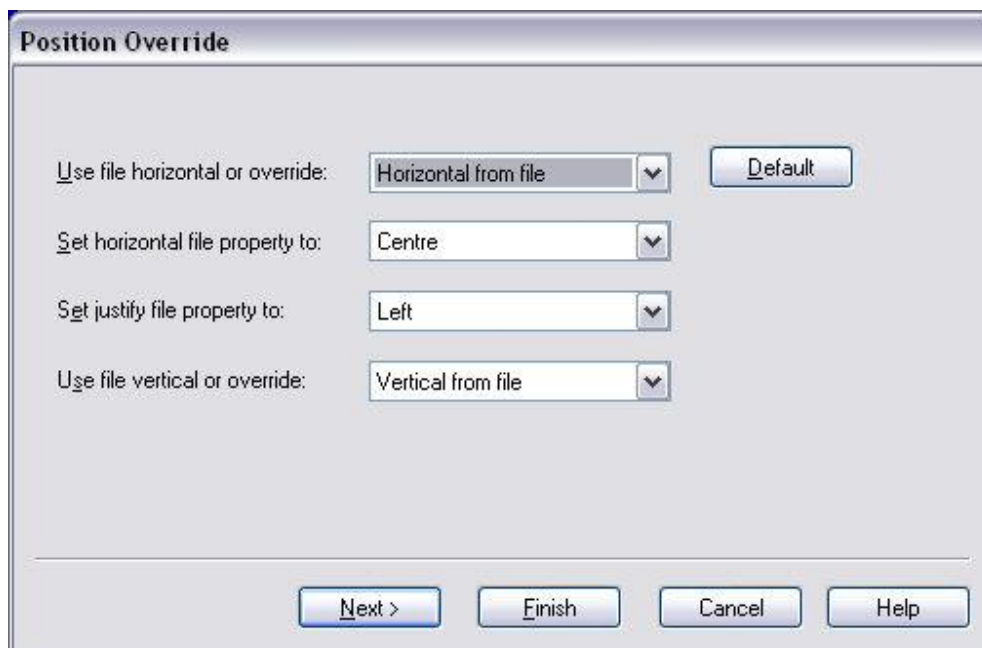 Position Override
Use file horizontal or override: Horizontal from file Default
Set horizontal file property to: Centre
Set justify file property to: Left
Use file vertical or override: Vertical from file
Next > Finish Cancel Help